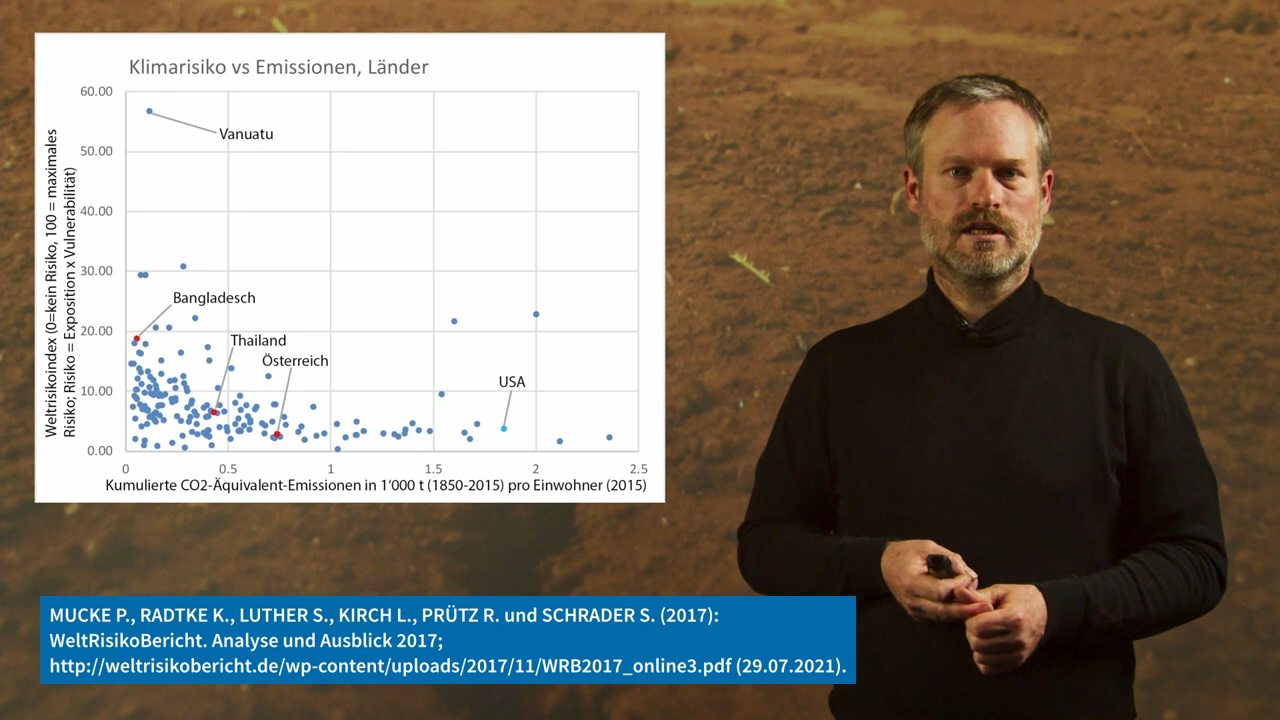 Klimarisiko vs Emissionen, Länder
Weltrisikoindex (0=kein Risiko, 100 = maximales
Risiko; Risiko = Exposition x Vulnerabilität)
60.00
50.00
40.00
30.00
20.00
10.00
0.00
Vanuatu
Bangladesch
Thailand
Österreich
USA
0 0.5 1 1.5 2 2.5
Kumulierte CO2-Äquivalent-Emissionen in 1'000 t (1850-2015) pro Einwohner (2015)
MUCKE P., RADTKE K., LUTHER S., KIRCH L., PRÜTZ R. und SCHRADER S. (2017):
WeltRisikoBericht. Analyse und Ausblick 2017;
http://weltrisikobericht.de/wp-content/uploads/2017/11/WRB2017_online3.pdf (29.07.2021).